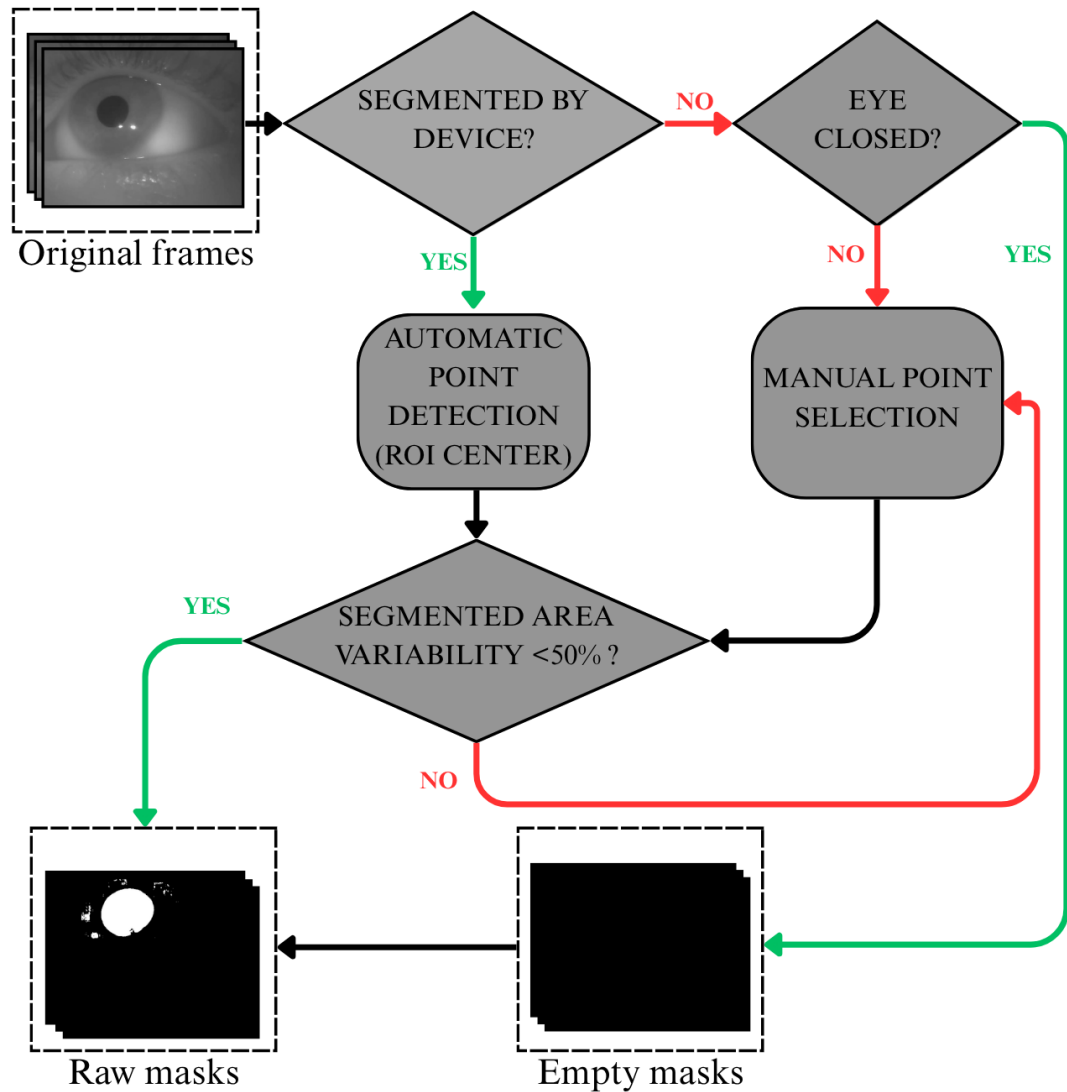 SEGMENTED BY
DEVICE?
NO
EYE
CLOSED?
Original frames
YES
NO
YES
AUTOMATIC
POINT
DETECTION
(ROI CENTER)
MANUAL POINT
SELECTION
YES
SEGMENTED AREA
VARIABILITY <50% ?
NO
Raw masks
Empty masks